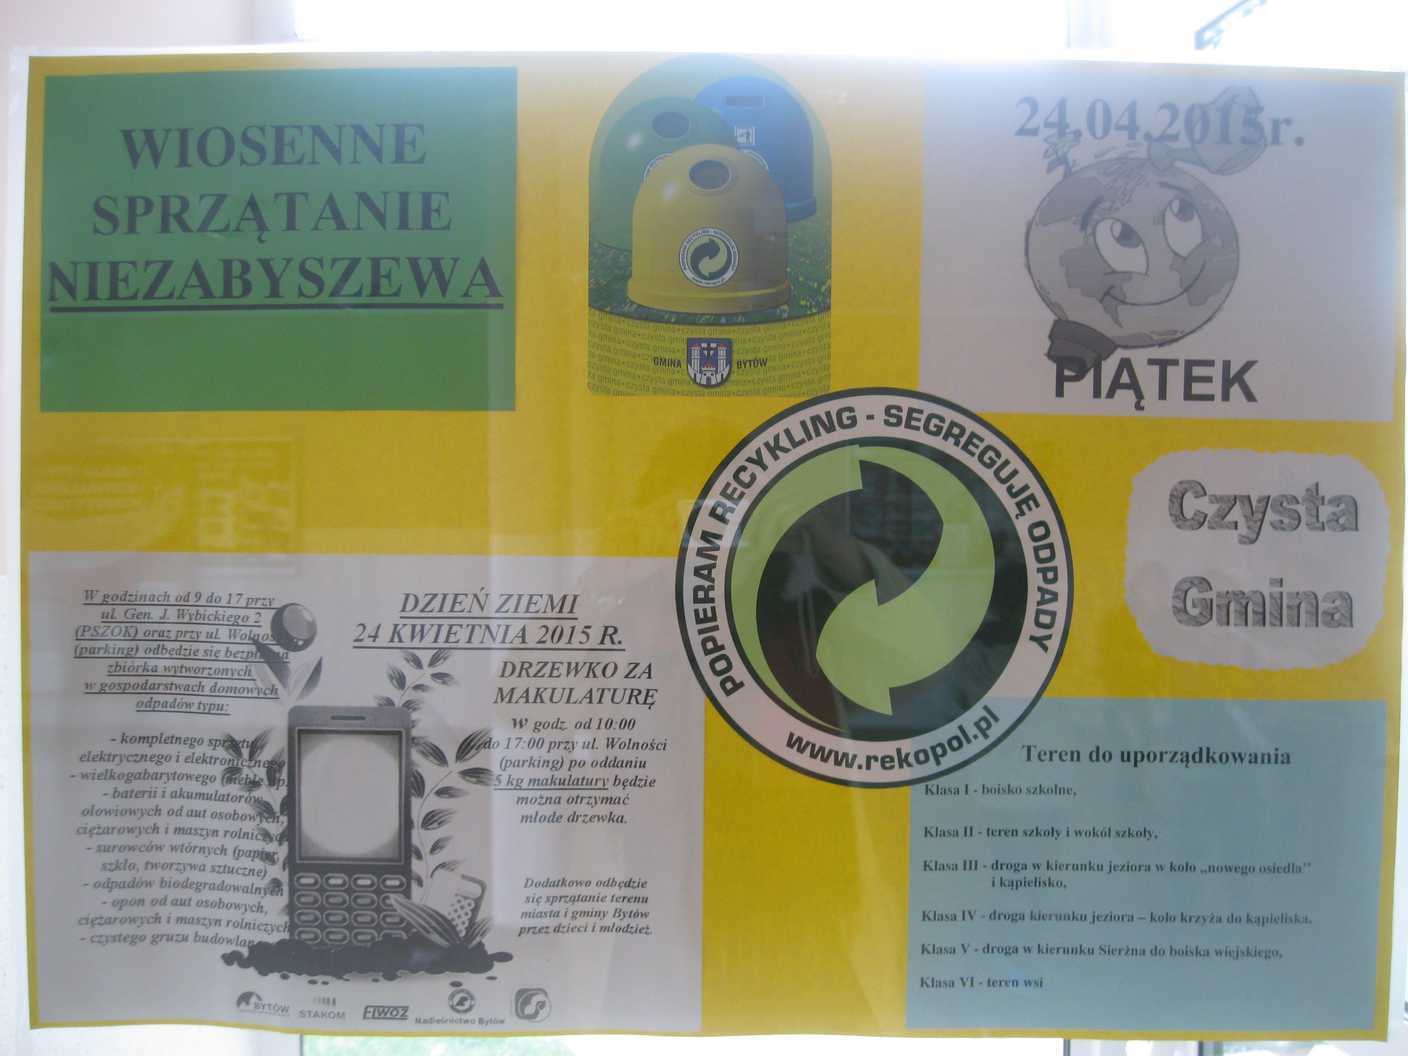 WIOSENNE
SPRZĄTANIE
NIEZABYSZEWA
GMINA BYTÓW
24.04.2015r.
PIĄTEK
POPIERAM RECYKLING - SEGREGUJĘ ODPADY
www.rekopol.pl
Czysta
Gmina
W godzinach od 9 do 17 przy
ul. Gen. J. Wybickiego 2
(PSZOK) oraz przy ul. Wolnoś
(parking) odbędzie się bezpłatna
zbiórka wytworzonych
w gospodarstwach domowych
odpadów typu:
- kompletnego sprzętu
elektrycznego i elektronicznego
- wielkogabarytowego (meble np.
- baterii i akumulatorów
ołowiowych od aut osobowych,
ciężarowych i maszyn rolniczyc
- surowców wtórnych (papier,
szkło, tworzywa sztuczne)
- odpadów biodegradowalnych
- opon od aut osobowych,
ciężarowych i maszyn rolniczych
- czystego gruzu budowlan
DZIEŃ ZIEMI
24 KWIETNIA 2015 R.
DRZEWKO ZA
MAKULATURĘ
W godz. od 10:00
do 17:00 przy ul. Wolności
(parking) po oddaniu
5 kg makulatury będzie
można otrzymać
młode drzewka.
Dodatkowo odbędzie
się sprzątanie terenu
miasta i gminy Bytów
przez dzieci i młodzież.
BYTÓW
STAKOM
ELWOZ
Nadleśnictwo Bytów
Teren do uporządkowania
Klasa I - boisko szkolne,
Klasa II - teren szkoły i wokół szkoły,
Klasa III - droga w kierunku jeziora w koło „nowego osiedla"
i kąpielisko,
Klasa IV - droga kierunku jeziora – koło krzyża do kąpieliska.
Klasa V - droga w kierunku Sierżna do boiska wiejskiego,
Klasa VI - teren wsi